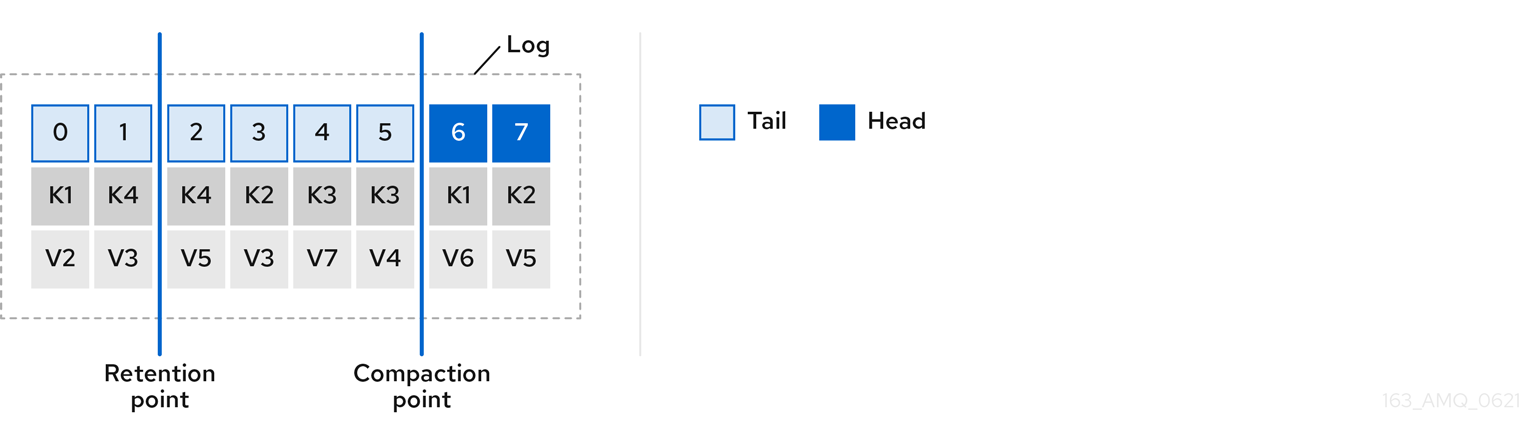 Log
0 1 2 3 4 5 6 7
Tail Head
K1 K4 K4 K2 K3 K3 K1 K2
V2 V3 V5 V3 V7 V4 V6 V5
Retention
point
Compaction
point
163_AMQ_0621